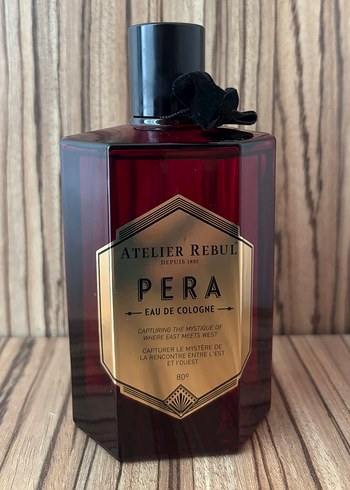 ATELIER REBUL
DEPUIS 1895
PERA
EAU DE COLOGNE
CAPTURING THE MYSTIQUE OF
WHERE EAST MEETS WEST
CAPTURER LE MYSTÈRE DE
LA RENCONTRE ENTRE L'EST
ET l'OUEST
80º